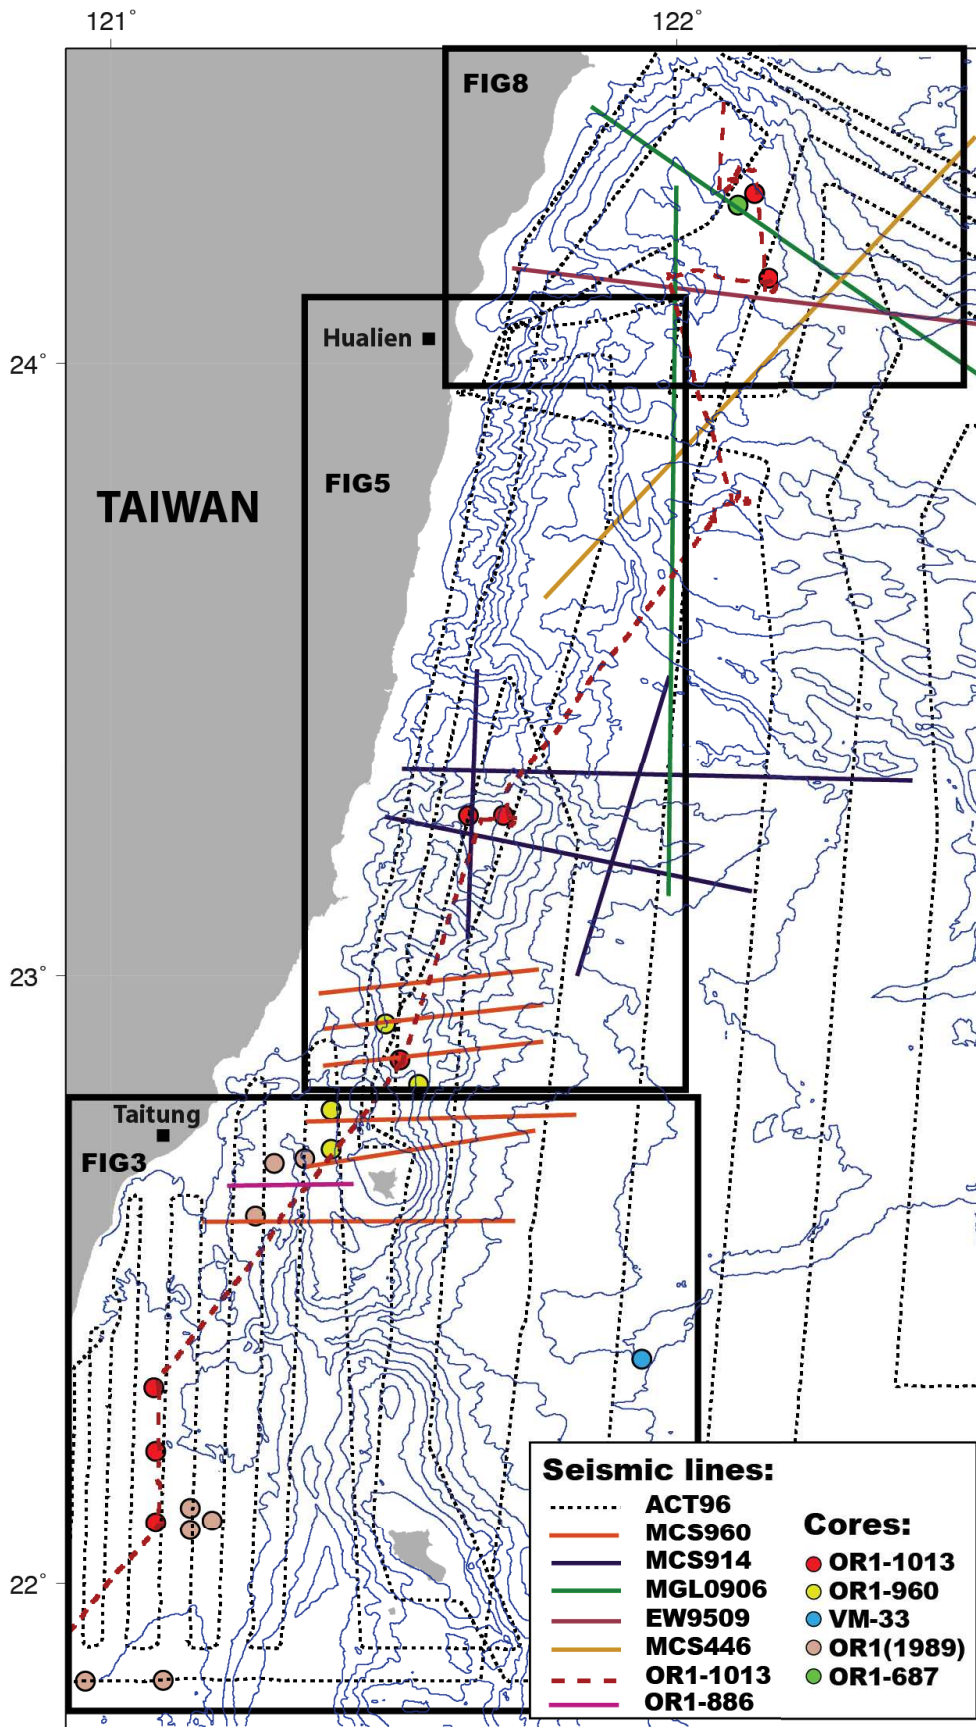 121°
122°
FIG8
Hualien
24°
FIG5
TAIWAN
23°
Taitung
FIG3
22°
Seismic lines:
ACT96
MCS960
MCS914
MGL0906
EW9509
MCS446
OR1-1013
OR1-886
Cores:
OR1-1013
OR1-960
VM-33
OR1(1989)
OR1-687